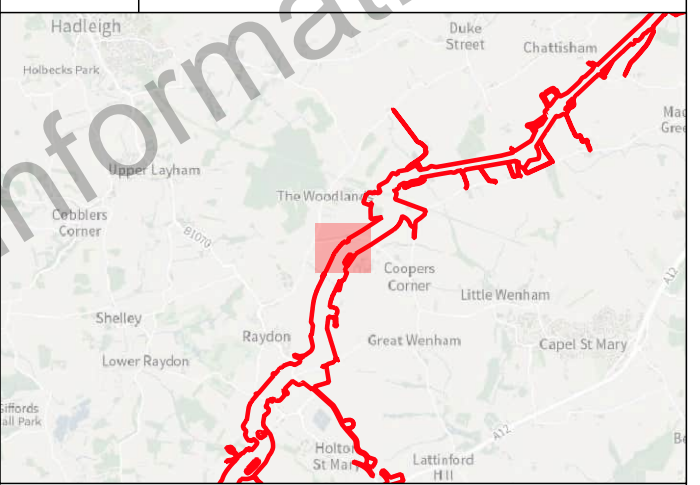 Hadleigh
Duke
Street
Chattisham
Holbecks Park
Upper Layham
The Woodlands
Cobblers
Corner
B1070
Coopers
Corner
A12
Little Wenham
Shelley
Raydon
Great Wenham
Capel St Mary
Lower Raydon
A12
Holton
St Mary
Lattinford
Hill